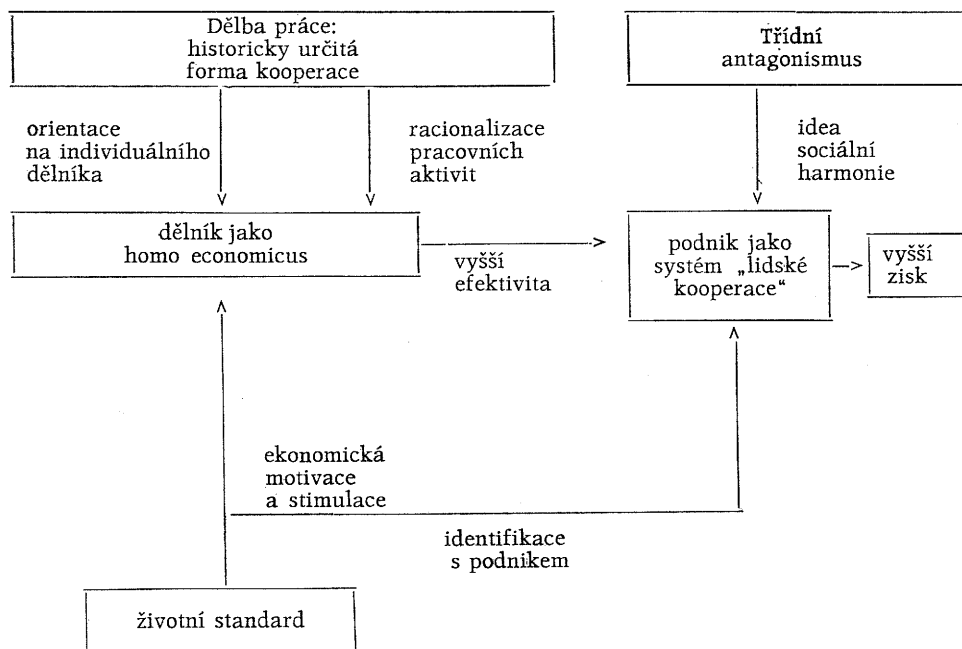 Dělba práce:
historicky určitá
forma kooperace
Třídní
antagonismus
orientace
na individuálního
dělníka
racionalizace
pracovních
aktivit
idea
sociální
harmonie
dělník jako
homo economicus
vyšší
efektivita
podnik jako
systém „lidské
kooperace“
vyšší
zisk
ekonomická
motivace
a stimulace
identifikace
s podnikem
životní standard